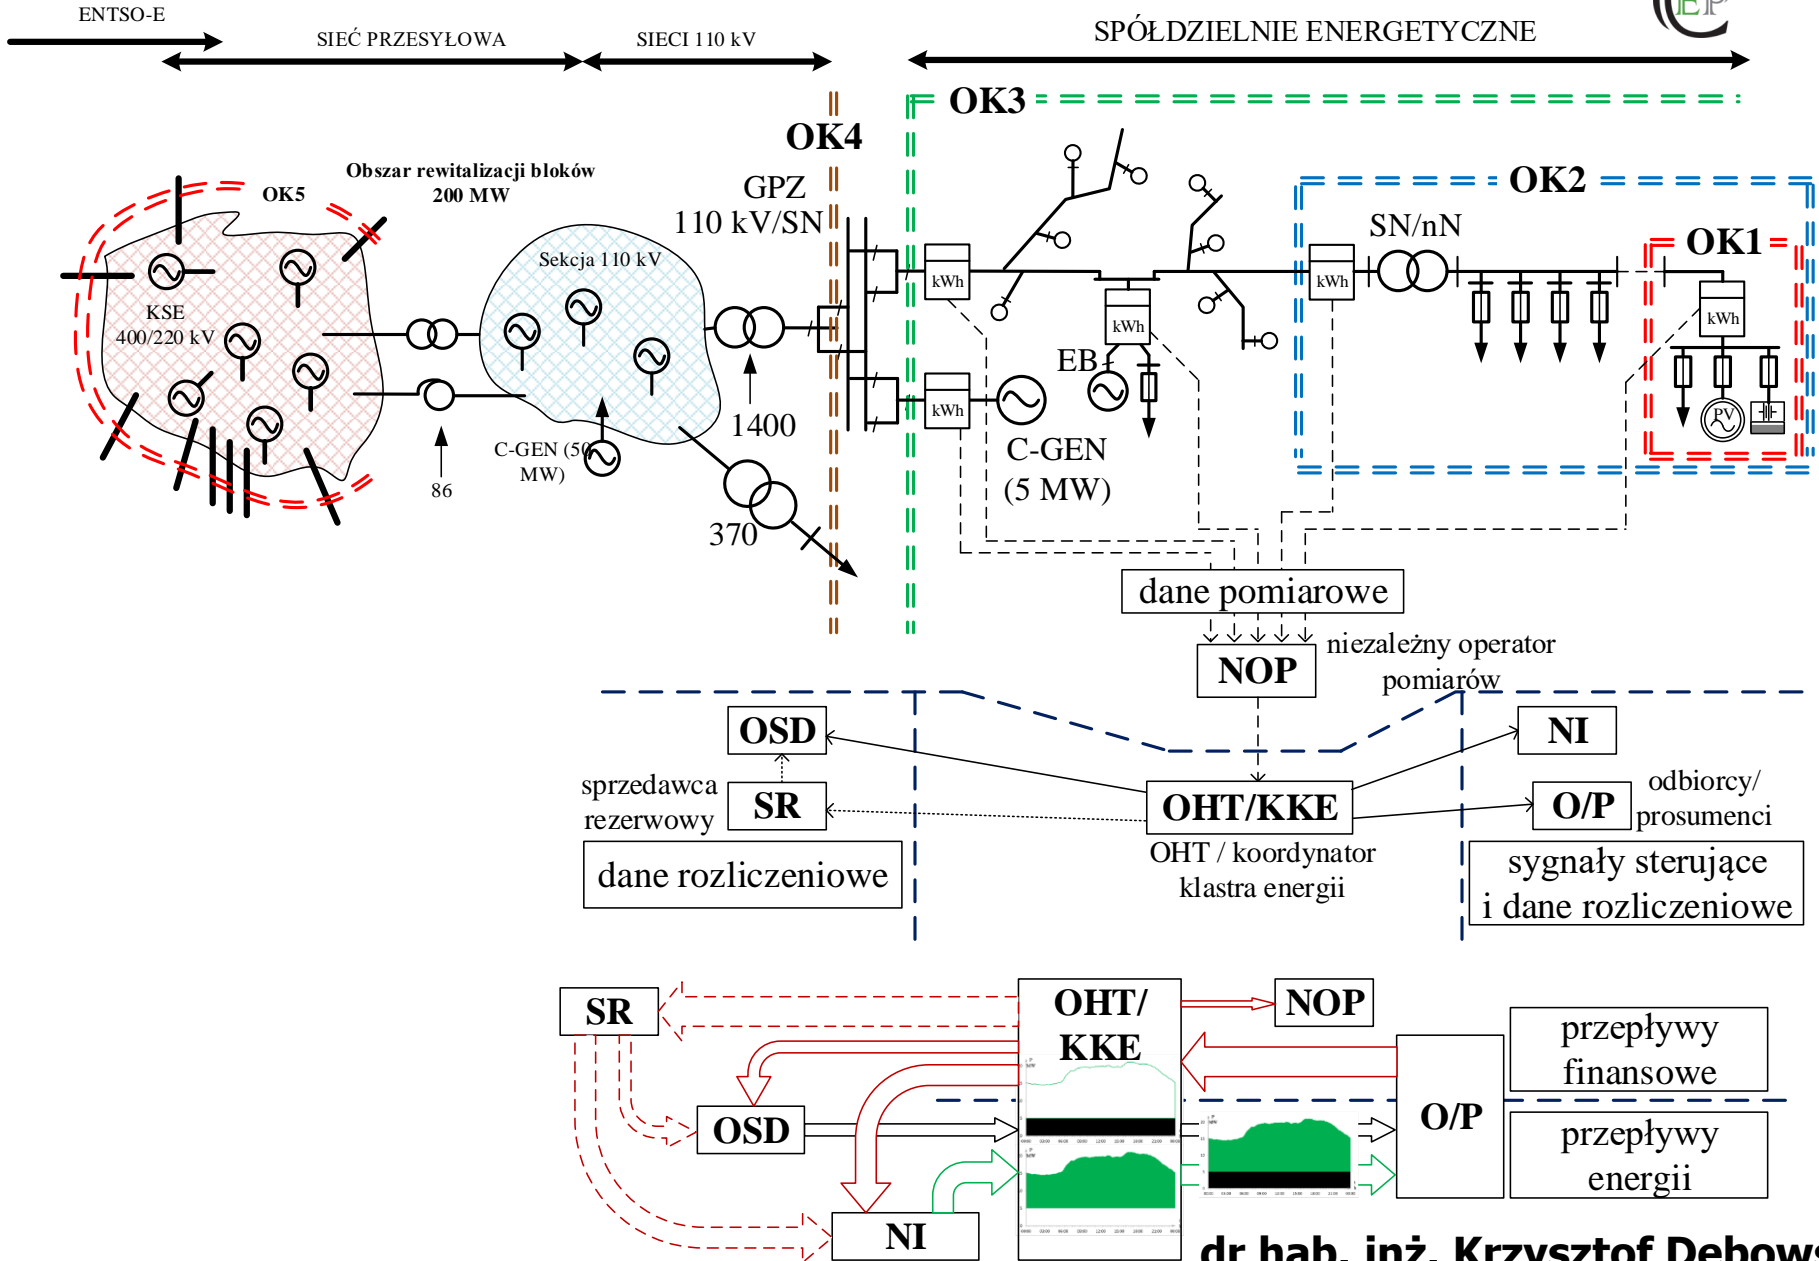 ENTSO-E
SIEĆ PRZESYŁOWA
SIECI 110 kV
SPÓŁDZIELNIE ENERGETYCZNE
EP
OK3
OK4
Obszar rewitalizacji bloków
200 MW
OK5
GPZ
110 kV/SN
OK2
SN/nN
OK1
Sekcja 110 kV
KSE
400/220 kV
kWh
kWh
kWh
kWh
kWh
EB
PV
1400
C-GEN (50
MW)
C-GEN
(5 MW)
86
370
dane pomiarowe
NOP
niezależny operator
pomiarów
OSD
NI
sprzedawca
rezerwowy
SR
OHT/KKE
O/P
odbiorcy/
prosumenci
OHT / koordynator
klastra energii
dane rozliczeniowe
sygnały sterujące
i dane rozliczeniowe
SR
OHT/
KKE
NOP
przepływy
finansowe
OSD
O/P
przepływy
energii
NI
dr hab. inż. Krzysztof Dębows